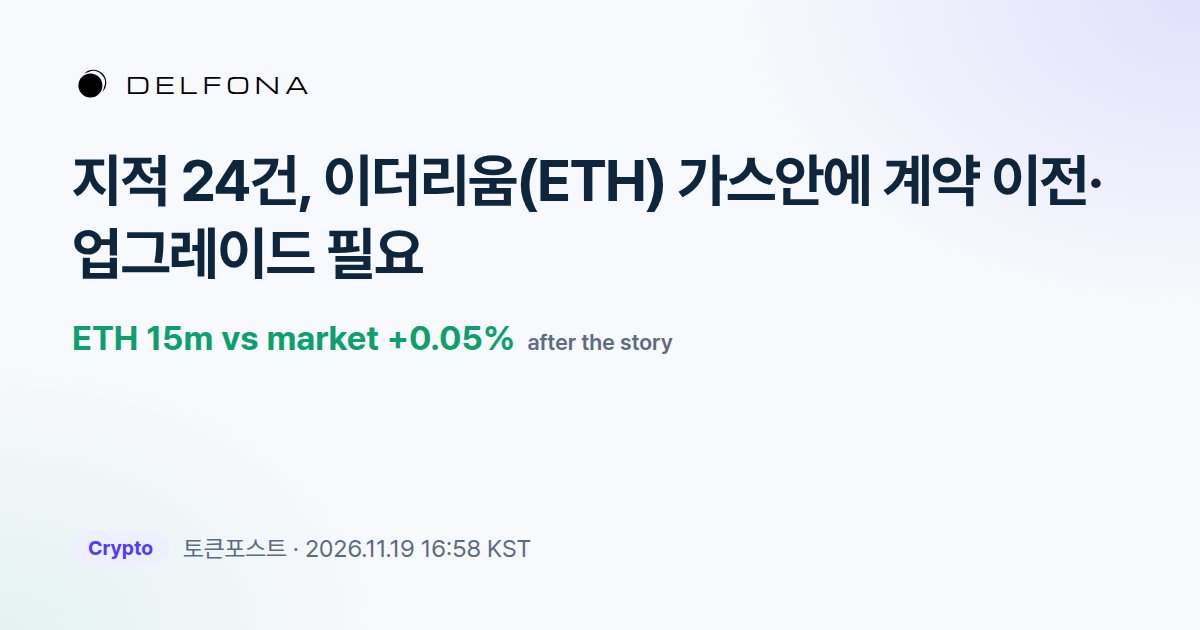 DELFONA
지적 24건, 이더리움(ETH) 가스안에 계약 이전·
업그레이드 필요
ETH 15m vs market +0.05% after the story
Crypto 토큰포스트 · 2026.11.19 16:58 KST